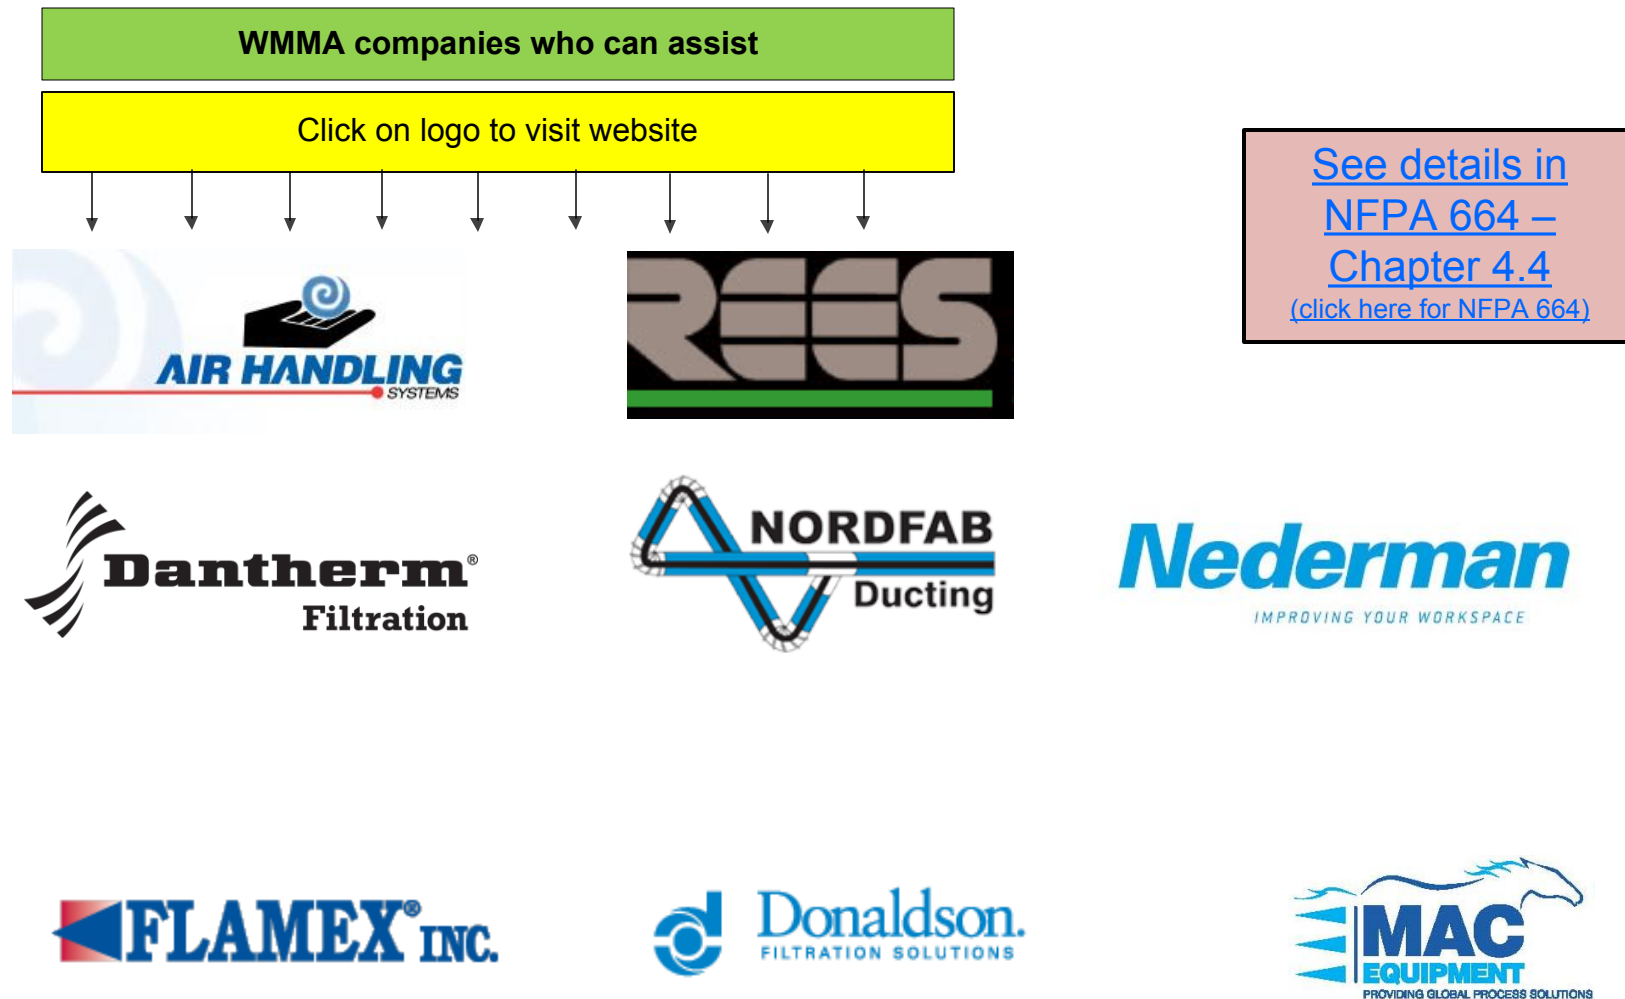 WMMA companies who can assist
Click on logo to visit website
See details in
NFPA 664 –
Chapter 4.4
(click here for NFPA 664)
AIR HANDLING
SYSTEMS
REES
Dantherm®
Filtration
NORDFAB
Ducting
Nederman
IMPROVING YOUR WORKSPACE
FLAMEX® INC.
Donaldson.
FILTRATION SOLUTIONS
MAC
EQUIPMENT
PROVIDING GLOBAL PROCESS SOLUTIONS